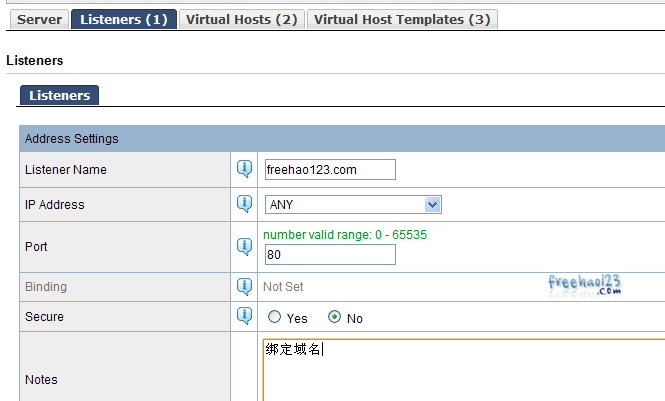 Server
Listeners (1)
Virtual Hosts (2)
Virtual Host Templates (3)
Listeners
Listeners
Address Settings
Listener Name
freehao123.com
IP Address
ANY
number valid range: 0 - 65535
Port
80
Binding
Not Set
freehao123
.com
Secure
Yes
No
Notes
绑定域名